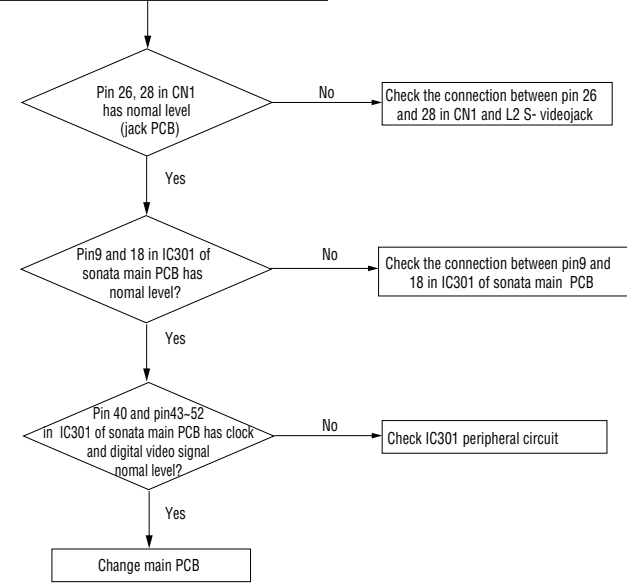 Pin 26, 28 in CN1
has nomal level
(jack PCB)
No
Check the connection between pin 26
and 28 in CN1 and L2 S- videojack
Yes
Pin9 and 18 in IC301 of
sonata main PCB has
nomal level?
No
Check the connection between pin9 and
18 in IC301 of sonata main PCB
Yes
Pin 40 and pin43~52
in IC301 of sonata main PCB has clock
and digital video signal
nomal level?
No
Check IC301 peripheral circuit
Yes
Change main PCB